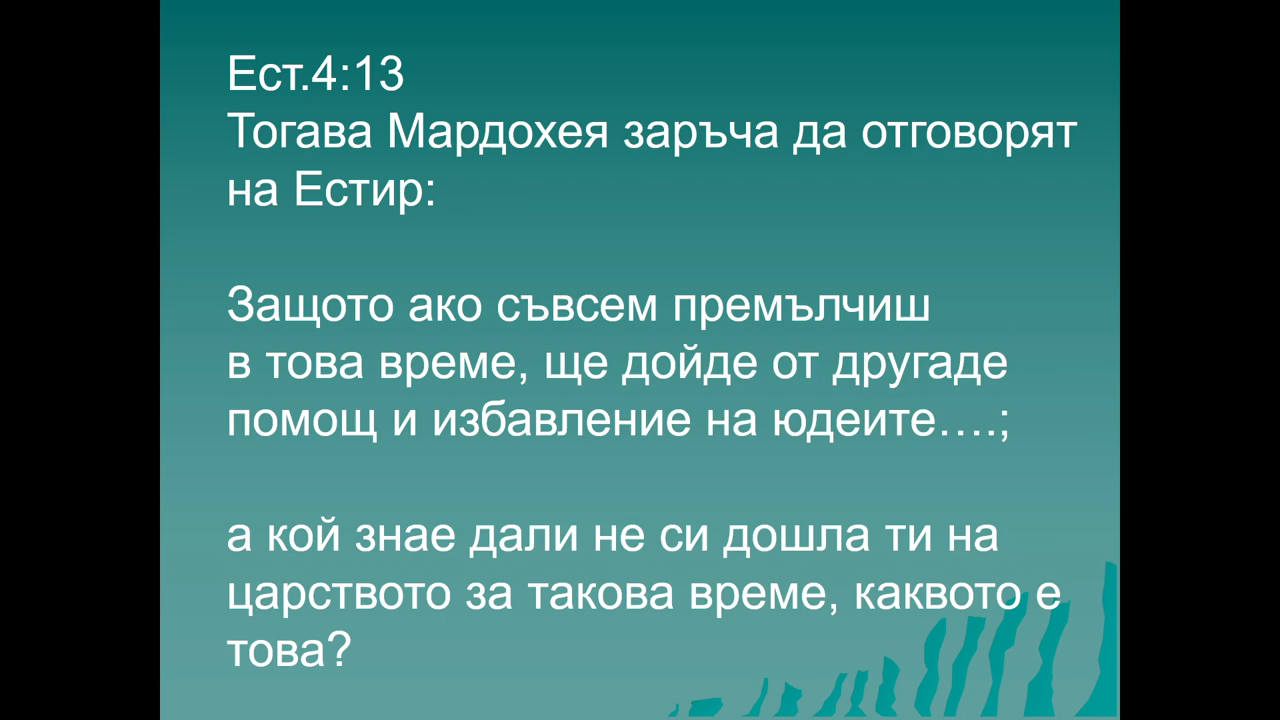 Ест.4:13
Тогава Мардохея заръча да отговорят
на Естир:
Защото ако съвсем премълчиш
в това време, ще дойде от другаде
помощ и избавление на юдеите….;
а кой знае дали не си дошла ти на
царството за такова време, каквото е
това?